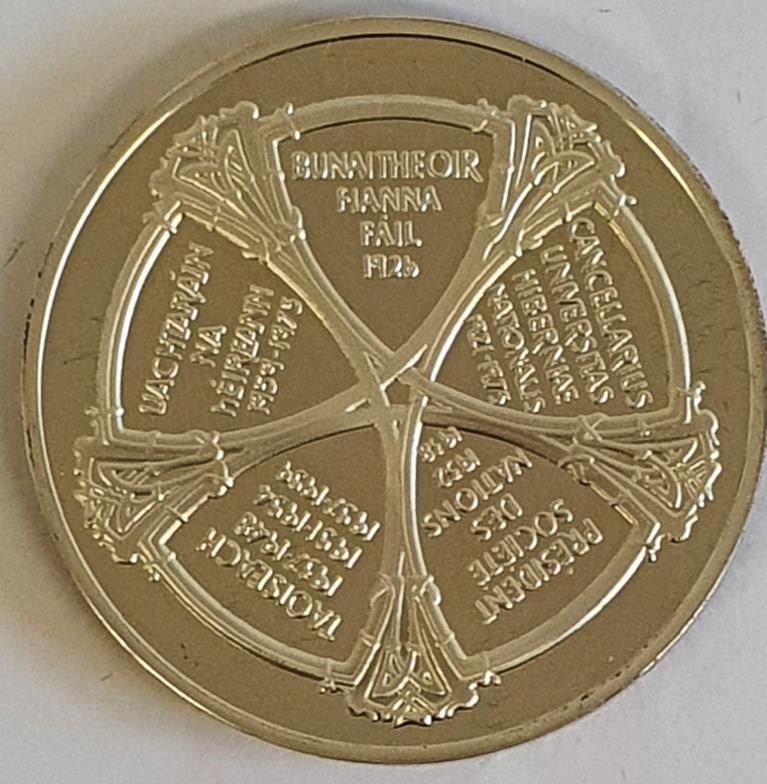 BUNAITHEOIR
FIANNA
FÁIL
1926
CANCELLARIUS
UNIVERSITAS
HIBERNIAE
NATIONALIS
1921-1975
PRÉSIDENT
SOCIÉTÉ
DES
NATIONS
1932
1938
TAOISEACH
1937-1948
1951-1954
1957-1959
UACHTARÁIN
NA
hÉIREANN
1959-1973